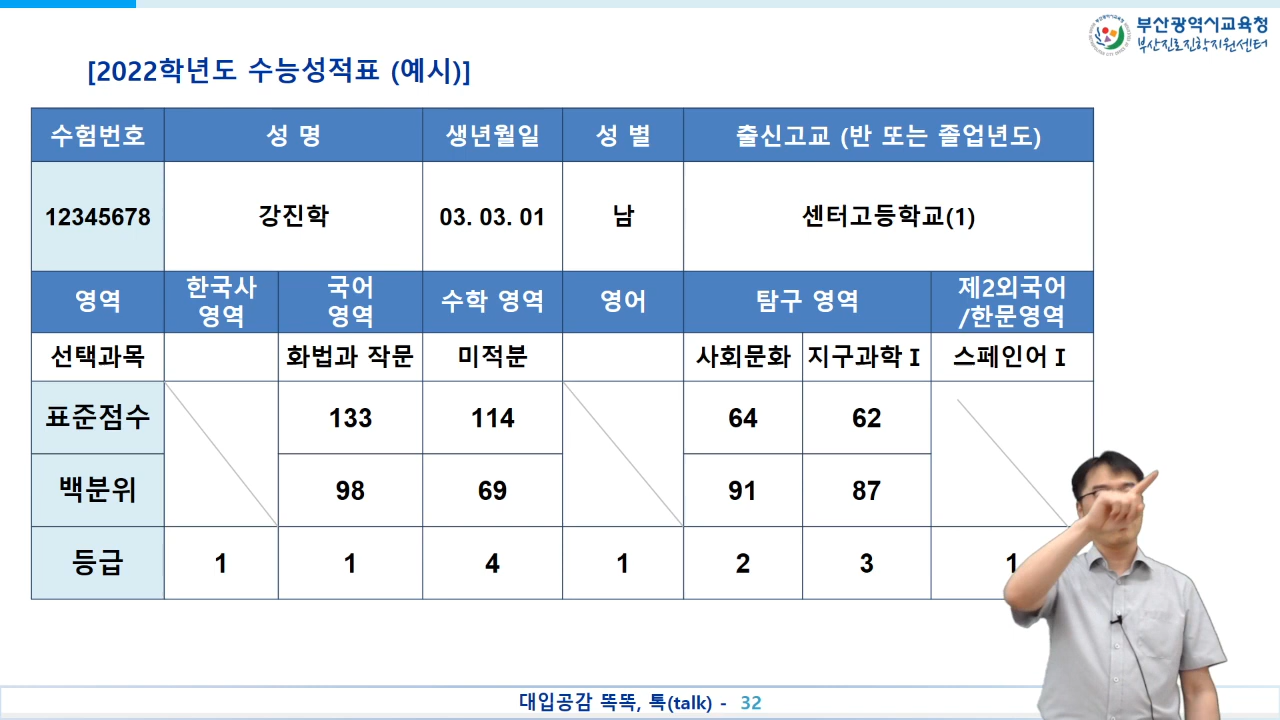 부산광역시교육청
부산진로진학지원센터
[2022학년도 수능성적표 (예시)]
수험번호 성 명 생년월일 성 별 출신고교 (반 또는 졸업년도)
12345678 강진학 03. 03. 01 남 센터고등학교(1)
영역 한국사 영역 국어 영역 수학 영역 영어 탐구 영역 제2외국어 /한문영역
선택과목 화법과 작문 미적분 사회문화 지구과학 I 스페인어 I
표준점수 133 114 64 62
백분위 98 69 91 87
등급 1 1 4 1 2 3 1
대입공감 똑똑, 톡(talk) - 32